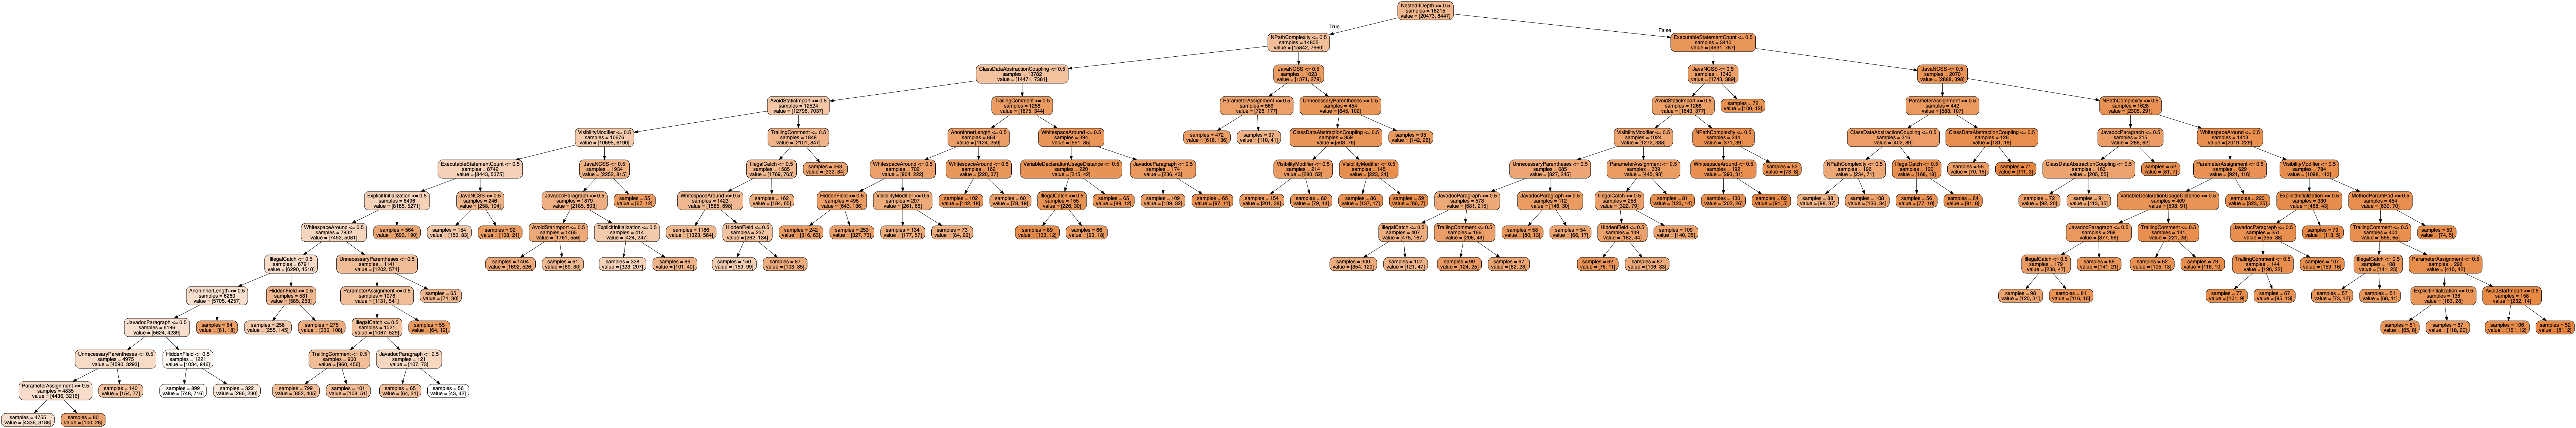 NestedIfDepth <= 0.5
samples = 18215
value = [20473, 8447]
True
False
NPathComplexity <= 0.5
samples = 14805
value = [15842, 7660]
ExecutableStatementCount <= 0.5
samples = 3410
value = [4631, 787]
ClassDataAbstractionCoupling <= 0.5
samples = 13782
value = [14471, 7381]
JavaNCSS <= 0.5
samples = 1023
value = [1371, 279]
JavaNCSS <= 0.5
samples = 1340
value = [1743, 389]
JavaNCSS <= 0.5
samples = 2070
value = [2888, 398]
AvoidStaticImport <= 0.5
samples = 12524
value = [12796, 7037]
TrailingComment <= 0.5
samples = 1258
value = [1675, 344]
ParameterAssignment <= 0.5
samples = 569
value = [726, 177]
UnnecessaryParentheses <= 0.5
samples = 454
value = [645, 102]
AvoidStaticImport <= 0.5
samples = 1268
value = [1643, 377]
samples = 72
value = [100, 12]
ParameterAssignment <= 0.5
samples = 442
value = [583, 107]
NPathComplexity <= 0.5
samples = 1628
value = [2305, 291]
VisibilityModifier <= 0.5
samples = 10676
value = [10695, 6190]
TrailingComment <= 0.5
samples = 1848
value = [2101, 847]
AnonInnerLength <= 0.5
samples = 864
value = [1124, 259]
WhitespaceAround <= 0.5
samples = 394
value = [551, 85]
samples = 472
value = [616, 136]
samples = 97
value = [110, 41]
ClassDataAbstractionCoupling <= 0.5
samples = 359
value = [503, 76]
samples = 95
value = [142, 26]
VisibilityModifier <= 0.5
samples = 1024
value = [1272, 338]
NPathComplexity <= 0.5
samples = 244
value = [371, 39]
ClassDataAbstractionCoupling <= 0.5
samples = 316
value = [402, 89]
ClassDataAbstractionCoupling <= 0.5
samples = 126
value = [181, 18]
JavadocParagraph <= 0.5
samples = 215
value = [286, 62]
WhitespaceAround <= 0.5
samples = 1413
value = [2019, 229]
ExecutableStatementCount <= 0.5
samples = 8742
value = [8443, 5375]
JavaNCSS <= 0.5
samples = 1934
value = [2252, 815]
IllegalCatch <= 0.5
samples = 1585
value = [1769, 763]
samples = 263
value = [332, 84]
WhitespaceAround <= 0.5
samples = 702
value = [904, 222]
WhitespaceAround <= 0.5
samples = 162
value = [220, 37]
VariableDeclarationUsageDistance <= 0.5
samples = 220
value = [315, 42]
JavadocParagraph <= 0.5
samples = 174
value = [236, 43]
VisibilityModifier <= 0.5
samples = 214
value = [280, 52]
VisibilityModifier <= 0.5
samples = 145
value = [223, 24]
UnnecessaryParentheses <= 0.5
samples = 685
value = [827, 245]
ParameterAssignment <= 0.5
samples = 339
value = [445, 93]
WhitespaceAround <= 0.5
samples = 192
value = [293, 31]
samples = 52
value = [78, 8]
NPathComplexity <= 0.5
samples = 196
value = [234, 71]
IllegalCatch <= 0.5
samples = 120
value = [168, 18]
samples = 55
value = [70, 15]
samples = 71
value = [111, 3]
ClassDataAbstractionCoupling <= 0.5
samples = 163
value = [205, 55]
samples = 52
value = [81, 7]
ParameterAssignment <= 0.5
samples = 629
value = [921, 116]
VisibilityModifier <= 0.5
samples = 784
value = [1098, 113]
ExplicitInitialization <= 0.5
samples = 8496
value = [8185, 5271]
JavaNCSS <= 0.5
samples = 246
value = [258, 104]
JavadocParagraph <= 0.5
samples = 1879
value = [2185, 803]
samples = 55
value = [67, 12]
WhitespaceAround <= 0.5
samples = 1423
value = [1585, 698]
samples = 162
value = [184, 65]
HiddenField <= 0.5
samples = 495
value = [643, 136]
VisibilityModifier <= 0.5
samples = 207
value = [261, 86]
samples = 102
value = [142, 18]
samples = 60
value = [78, 19]
IllegalCatch <= 0.5
samples = 155
value = [226, 30]
samples = 65
value = [89, 12]
samples = 109
value = [139, 32]
samples = 65
value = [97, 11]
samples = 154
value = [201, 38]
samples = 60
value = [79, 14]
samples = 86
value = [137, 17]
samples = 59
value = [86, 7]
JavadocParagraph <= 0.5
samples = 573
value = [681, 215]
JavadocParagraph <= 0.5
samples = 112
value = [146, 30]
IllegalCatch <= 0.5
samples = 258
value = [322, 79]
samples = 81
value = [123, 14]
samples = 130
value = [202, 26]
samples = 62
value = [91, 5]
samples = 88
value = [98, 37]
samples = 108
value = [136, 34]
samples = 56
value = [77, 10]
samples = 64
value = [91, 8]
samples = 72
value = [92, 20]
samples = 91
value = [113, 35]
VariableDeclarationUsageDistance <= 0.5
samples = 409
value = [598, 91]
samples = 220
value = [323, 25]
ExplicitInitialization <= 0.5
samples = 330
value = [468, 43]
MethodParamPad <= 0.5
samples = 454
value = [630, 70]
WhitespaceAround <= 0.5
samples = 7932
value = [7492, 5081]
samples = 564
value = [693, 190]
samples = 154
value = [150, 83]
samples = 92
value = [108, 21]
AvoidStarImport <= 0.5
samples = 1465
value = [1761, 556]
ExplicitInitialization <= 0.5
samples = 414
value = [424, 247]
samples = 1186
value = [1323, 564]
HiddenField <= 0.5
samples = 237
value = [262, 134]
samples = 242
value = [316, 63]
samples = 253
value = [327, 73]
samples = 134
value = [177, 57]
samples = 73
value = [84, 29]
samples = 89
value = [133, 12]
samples = 66
value = [93, 18]
IllegalCatch <= 0.5
samples = 407
value = [475, 167]
TrailingComment <= 0.5
samples = 166
value = [206, 48]
samples = 58
value = [80, 13]
samples = 54
value = [66, 17]
HiddenField <= 0.5
samples = 149
value = [182, 44]
samples = 109
value = [140, 35]
JavadocParagraph <= 0.5
samples = 268
value = [377, 68]
TrailingComment <= 0.5
samples = 141
value = [221, 23]
JavadocParagraph <= 0.5
samples = 251
value = [355, 38]
samples = 79
value = [113, 5]
TrailingComment <= 0.5
samples = 404
value = [556, 65]
samples = 50
value = [74, 5]
IllegalCatch <= 0.5
samples = 6791
value = [6290, 4510]
UnnecessaryParentheses <= 0.5
samples = 1141
value = [1202, 571]
samples = 1404
value = [1692, 526]
samples = 61
value = [69, 30]
samples = 328
value = [323, 207]
samples = 86
value = [101, 40]
samples = 150
value = [159, 99]
samples = 87
value = [103, 35]
samples = 300
value = [354, 120]
samples = 107
value = [121, 47]
samples = 99
value = [124, 25]
samples = 67
value = [82, 23]
samples = 62
value = [76, 11]
samples = 87
value = [106, 33]
IllegalCatch <= 0.5
samples = 179
value = [236, 47]
samples = 89
value = [141, 21]
samples = 62
value = [105, 13]
samples = 79
value = [116, 10]
TrailingComment <= 0.5
samples = 144
value = [196, 22]
samples = 107
value = [159, 16]
IllegalCatch <= 0.5
samples = 108
value = [141, 23]
ParameterAssignment <= 0.5
samples = 296
value = [415, 42]
AnonInnerLength <= 0.5
samples = 6260
value = [5705, 4257]
HiddenField <= 0.5
samples = 531
value = [585, 253]
ParameterAssignment <= 0.5
samples = 1076
value = [1131, 541]
samples = 65
value = [71, 30]
samples = 98
value = [120, 31]
samples = 81
value = [116, 16]
samples = 77
value = [101, 9]
samples = 67
value = [95, 13]
samples = 57
value = [73, 12]
samples = 51
value = [68, 11]
ExplicitInitialization <= 0.5
samples = 138
value = [183, 28]
AvoidStarImport <= 0.5
samples = 158
value = [232, 14]
JavadocParagraph <= 0.5
samples = 6196
value = [5624, 4239]
samples = 64
value = [81, 18]
samples = 256
value = [255, 145]
samples = 275
value = [330, 108]
IllegalCatch <= 0.5
samples = 1021
value = [1067, 529]
samples = 55
value = [64, 12]
samples = 51
value = [65, 8]
samples = 87
value = [118, 20]
samples = 106
value = [151, 12]
samples = 52
value = [81, 2]
UnnecessaryParentheses <= 0.5
samples = 4975
value = [4590, 3293]
HiddenField <= 0.5
samples = 1221
value = [1034, 946]
TrailingComment <= 0.5
samples = 900
value = [960, 456]
JavadocParagraph <= 0.5
samples = 121
value = [107, 73]
ParameterAssignment <= 0.5
samples = 4835
value = [4436, 3216]
samples = 140
value = [154, 77]
samples = 899
value = [748, 716]
samples = 322
value = [286, 230]
samples = 799
value = [852, 405]
samples = 101
value = [108, 51]
samples = 65
value = [64, 31]
samples = 56
value = [43, 42]
samples = 4755
value = [4336, 3188]
samples = 80
value = [100, 28]